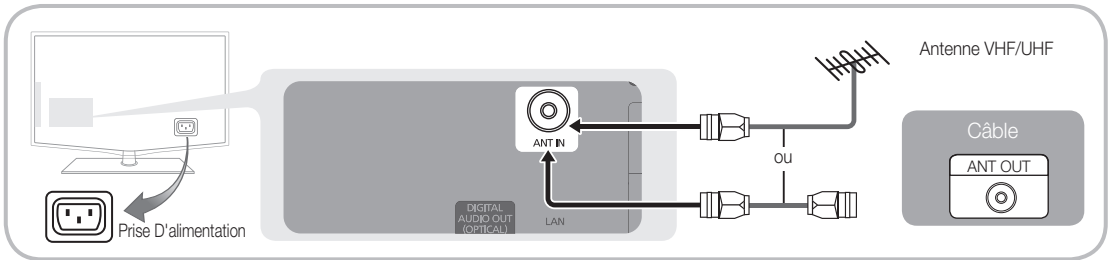 Antenne VHF/UHF
ANT IN
Câble
ou
ANT OUT
DIGITAL
AUDIO OUT
(OPTICAL)
LAN
Prise D'alimentation